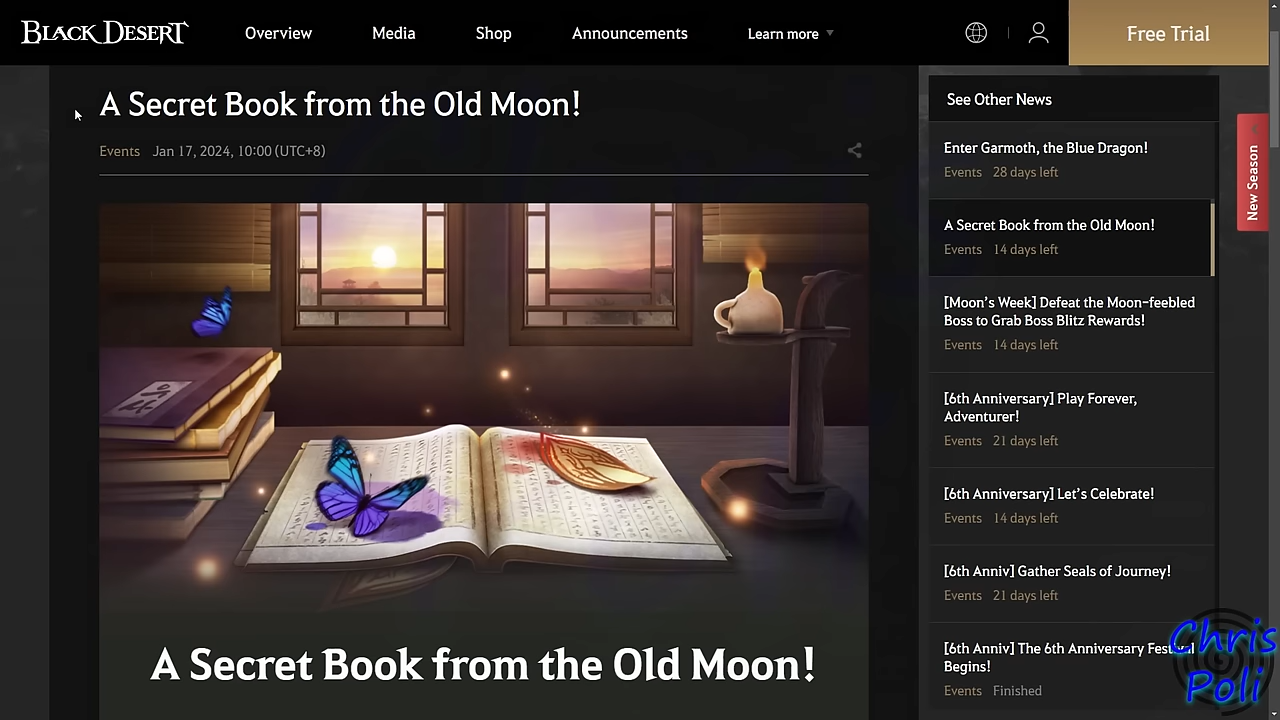 BLACK DESERT
Overview
Media
Shop
Announcements
Learn more
Free Trial
A Secret Book from the Old Moon!
Events Jan 17, 2024, 10:00 (UTC+8)
A Secret Book from the Old Moon!
See Other News
Enter Garmoth, the Blue Dragon!
Events 28 days left
A Secret Book from the Old Moon!
Events 14 days left
[Moon's Week] Defeat the Moon-feebled
Boss to Grab Boss Blitz Rewards!
Events 14 days left
[6th Anniversary] Play Forever,
Adventurer!
Events 21 days left
[6th Anniversary] Let's Celebrate!
Events 14 days left
[6th Anniv] Gather Seals of Journey!
Events 21 days left
[6th Anniv] The 6th Anniversary Festival
Begins!
Events Finished
New Season
Chris
Poli